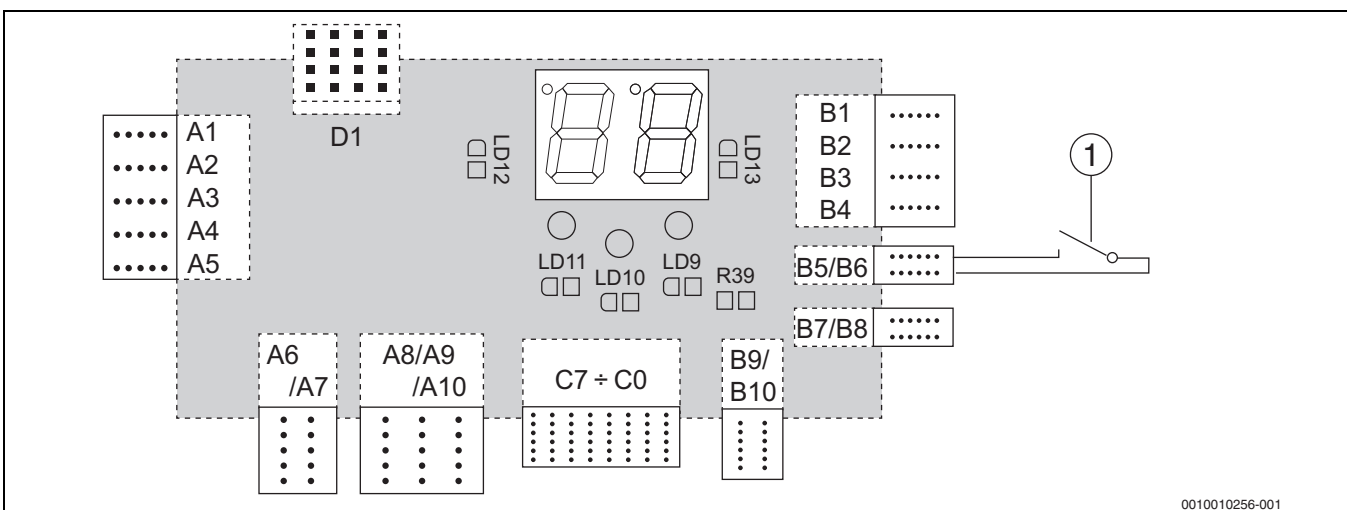 D1
A1
A2
A3
A4
A5
LD12
LD13
LD11
LD10
LD9
R39
B1
B2
B3
B4
B5/B6
B7/B8
1
A6
/A7
A8/A9
/A10
C7 ÷ C0
B9/
B10
0010010256-001